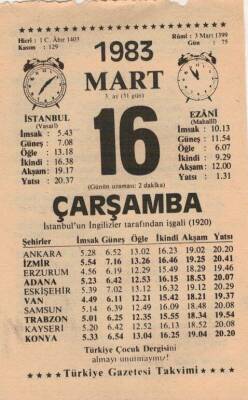 Hicrî : 1 C. Âhır 1403
Kasım : 129
1983
Rûmî : 3 Mart 1399
Gün : 75
MART
3. ay (31 gün)
İSTANBUL
(Vasatî)
İmsak : 5.43
Güneş : 7.08
Öğle : 13.18
İkindi : 16.38
Akşam : 19.17
Yatsı : 20.37
16
(Günün uzaması: 2 dakika)
EZÂNÎ
(Mahallî)
İmsak : 10.13
Güneş : 11.54
Öğle : 6.07
İkindi : 9.29
Akşam : 12.00
Yatsı : 1.31
ÇARŞAMBA
İstanbul'un İngilizler tarafından işgali (1920)
Şehirler İmsak Güneş Öğle İkindi Akşam Yatsı
ANKARA 5.28 6.52 13.02 16.23 19.02 20.20
İZMİR 5.54 7.16 13.26 16.46 19.25 20.41
ERZURUM 4.56 6.19 12.29 15.49 18.29 19.46
ADANA 5.23 6.42 12.53 16.15 18.53 20.07
ESKİŞEHİR 5.39 7.02 13.12 16.32 19.12 20.29
VAN 4.49 6.11 12.21 15.42 18.21 19.37
SAMSUN 5.14 6.39 12.49 16.09 18.48 20.08
TRABZON 5.01 6.25 12.35 15.55 18.34 19.54
KAYSERİ 5.20 6.42 12.52 16.13 18.52 20.08
KONYA 5.33 6.54 13.04 16.25 19.04 20.20
Türkiye Çocuk Dergisini
almayı unutmayınız!
★★★★ Türkiye Gazetesi Takvimi ★★★★